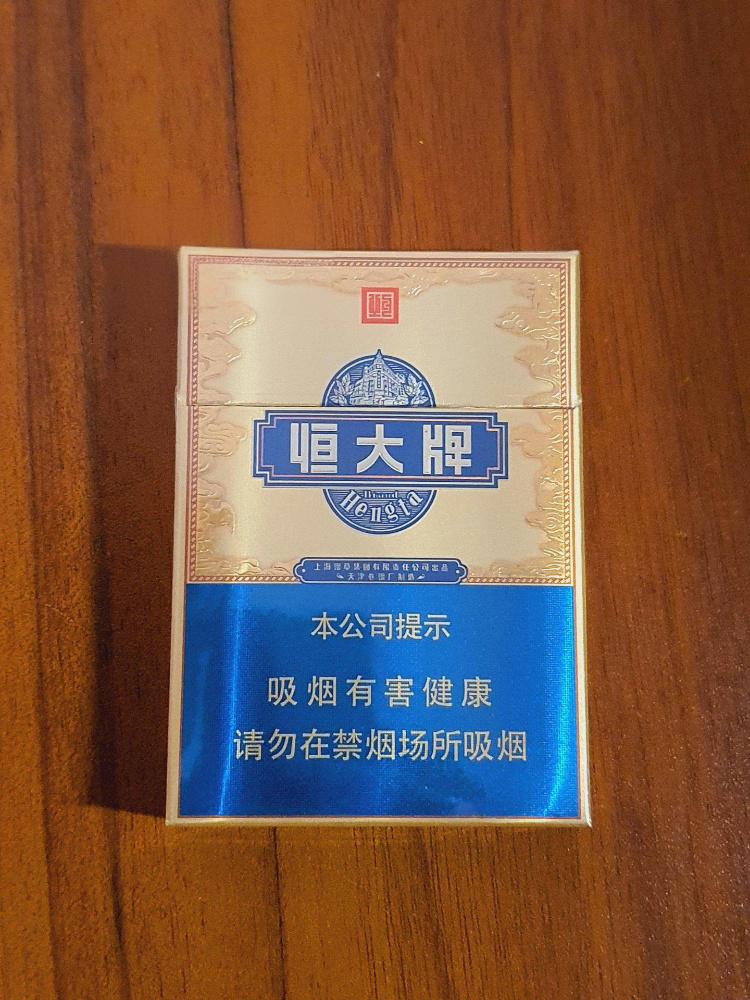 恒大牌
Brand
Hengta
上海烟草集团有限责任公司出品
天津卷烟厂制造
本公司提示
吸烟有害健康
请勿在禁烟场所吸烟